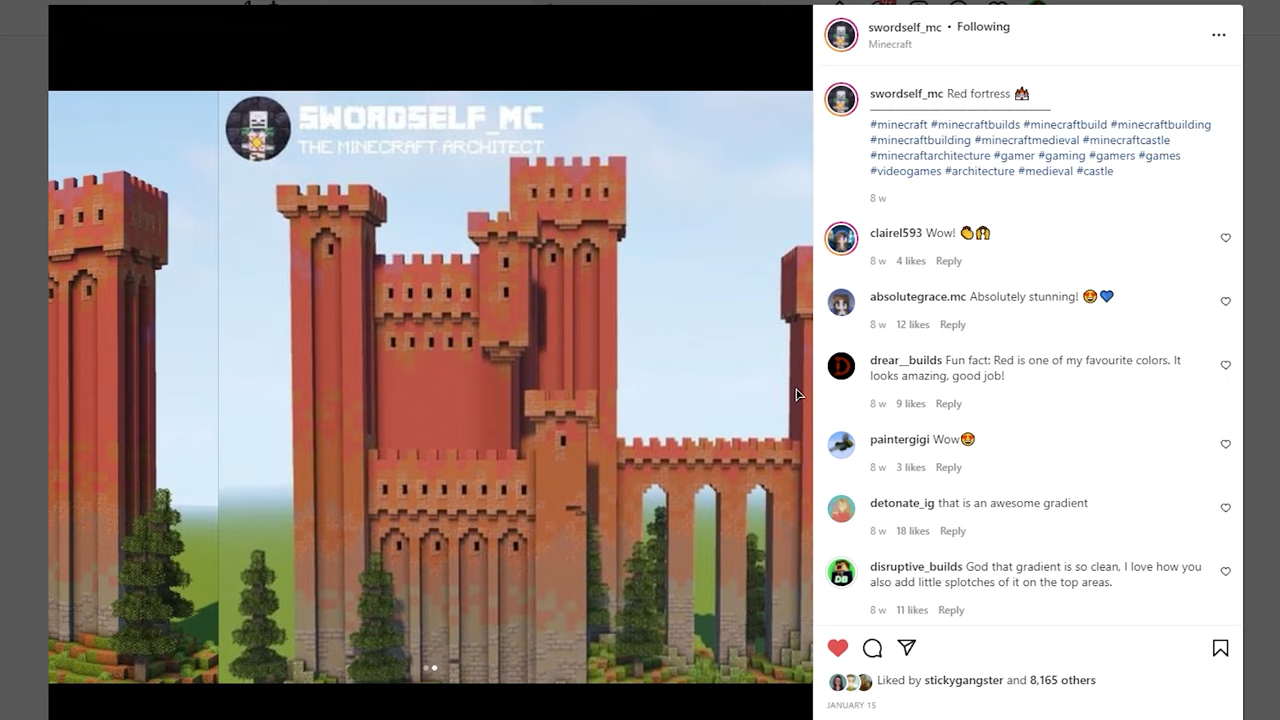 SWORDSELF_MC
THE MINECRAFT ARCHITECT
swordself_mc • Following
Minecraft
swordself_mc Red fortress 🏰
#minecraft #minecraftbuilds #minecraftbuild #minecraftbuilding
#minecraftbuilding #minecraftmedieval #minecraftcastle
#minecraftarchitecture #gamer #gaming #gamers #games
#videogames #architecture #medieval #castle
8 w
clairel593 Wow! 👏🙌
8 w 4 likes Reply
absolutegrace.mc Absolutely stunning! 😍💙
8 w 12 likes Reply
drear__builds Fun fact: Red is one of my favourite colors. It
looks amazing, good job!
8 w 9 likes Reply
paintergigi Wow😍
8 w 3 likes Reply
detonate_ig that is an awesome gradient
8 w 18 likes Reply
disruptive_builds God that gradient is so clean, I love how you
also add little splotches of it on the top areas.
8 w 11 likes Reply
Liked by stickygangster and 8,165 others
JANUARY 15